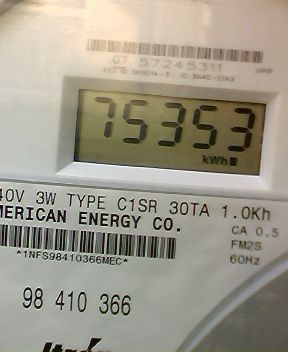 07 57245311
75353
kWh
40V 3W TYPE C1SR 30TA 1.0Kh
MERICAN ENERGY CO.
CA 0.5
FM2S
*1NFS98410366MEC*
60Hz
98 410 366